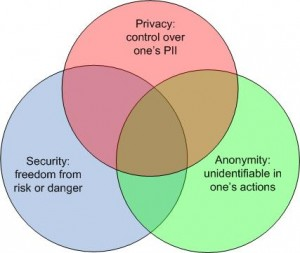 Privacy:
control over
one's PII
Security:
freedom from
risk or danger
Anonymity:
unidentifiable in
one's actions